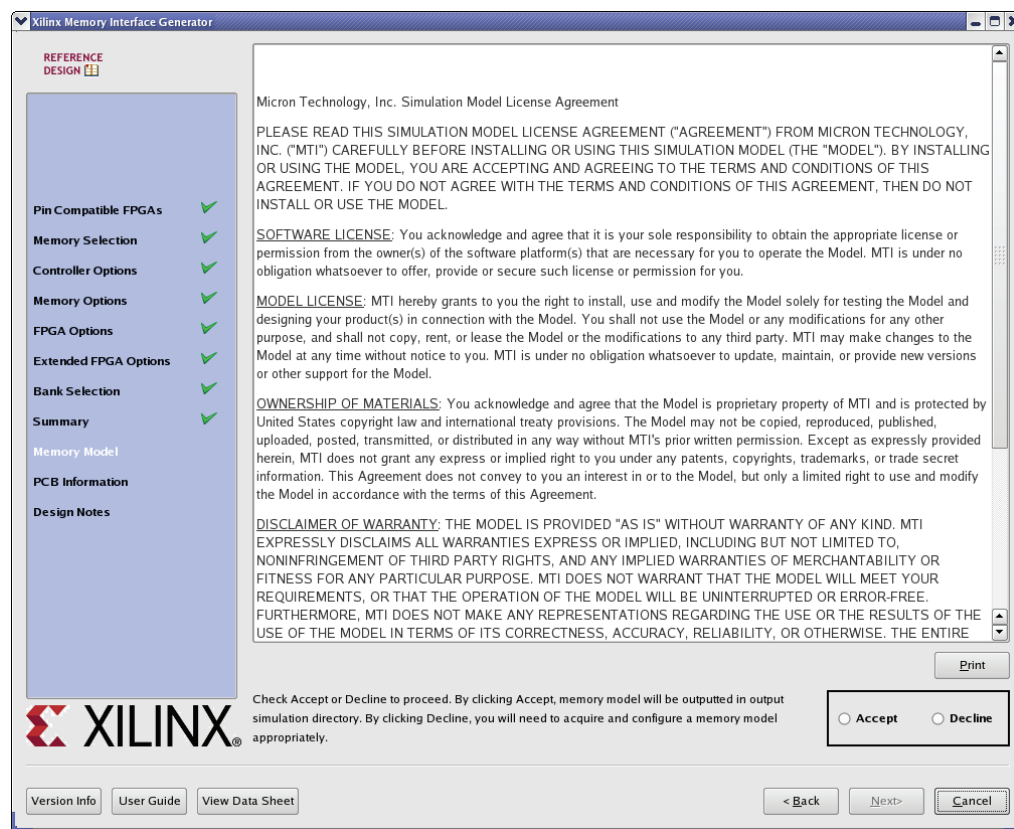 Xilinx Memory Interface Generator
REFERENCE
DESIGN
Pin Compatible FPGAs
Memory Selection
Controller Options
Memory Options
FPGA Options
Extended FPGA Options
Bank Selection
Summary
Memory Model
PCB Information
Design Notes
XILINX®
Micron Technology, Inc. Simulation Model License Agreement
PLEASE READ THIS SIMULATION MODEL LICENSE AGREEMENT ("AGREEMENT") FROM MICRON TECHNOLOGY,
INC. ("MTI") CAREFULLY BEFORE INSTALLING OR USING THIS SIMULATION MODEL (THE "MODEL"). BY INSTALLING
OR USING THE MODEL, YOU ARE ACCEPTING AND AGREEING TO THE TERMS AND CONDITIONS OF THIS
AGREEMENT. IF YOU DO NOT AGREE WITH THE TERMS AND CONDITIONS OF THIS AGREEMENT, THEN DO NOT
INSTALL OR USE THE MODEL.
SOFTWARE LICENSE: You acknowledge and agree that it is your sole responsibility to obtain the appropriate license or
permission from the owner(s) of the software platform(s) that are necessary for you to operate the Model. MTI is under no
obligation whatsoever to offer, provide or secure such license or permission for you.
MODEL LICENSE: MTI hereby grants to you the right to install, use and modify the Model solely for testing the Model and
designing your product(s) in connection with the Model. You shall not use the Model or any modifications for any other
purpose, and shall not copy, rent, or lease the Model or the modifications to any third party. MTI may make changes to the
Model at any time without notice to you. MTI is under no obligation whatsoever to update, maintain, or provide new versions
or other support for the Model.
OWNERSHIP OF MATERIALS: You acknowledge and agree that the Model is proprietary property of MTI and is protected by
United States copyright law and international treaty provisions. The Model may not be copied, reproduced, published,
uploaded, posted, transmitted, or distributed in any way without MTI's prior written permission. Except as expressly provided
herein, MTI does not grant any express or implied right to you under any patents, copyrights, trademarks, or trade secret
information. This Agreement does not convey to you an interest in or to the Model, but only a limited right to use and modify
the Model in accordance with the terms of this Agreement.
DISCLAIMER OF WARRANTY: THE MODEL IS PROVIDED "AS IS" WITHOUT WARRANTY OF ANY KIND. MTI
EXPRESSLY DISCLAIMS ALL WARRANTIES EXPRESS OR IMPLIED, INCLUDING BUT NOT LIMITED TO,
NONINFRINGEMENT OF THIRD PARTY RIGHTS, AND ANY IMPLIED WARRANTIES OF MERCHANTABILITY OR
FITNESS FOR ANY PARTICULAR PURPOSE. MTI DOES NOT WARRANT THAT THE MODEL WILL MEET YOUR
REQUIREMENTS, OR THAT THE OPERATION OF THE MODEL WILL BE UNINTERRUPTED OR ERROR-FREE.
FURTHERMORE, MTI DOES NOT MAKE ANY REPRESENTATIONS REGARDING THE USE OR THE RESULTS OF THE
USE OF THE MODEL IN TERMS OF ITS CORRECTNESS, ACCURACY, RELIABILITY, OR OTHERWISE. THE ENTIRE
Print
Check Accept or Decline to proceed. By clicking Accept, memory model will be outputted in output
simulation directory. By clicking Decline, you will need to acquire and configure a memory model
appropriately.
Accept Decline
Version Info User Guide View Data Sheet < Back Next> Cancel